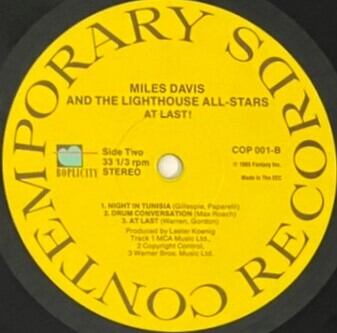 CONTEMPORARY RECORDS
MILES DAVIS
AND THE LIGHTHOUSE ALL-STARS
AT LAST!
BOPLICITY
Side Two
33 1/3 rpm
STEREO
COP 001-B
℗ 1985 Fantasy Inc.
Made in The EEC
1. NIGHT IN TUNISIA (Gillespie, Paparelli)
2. DRUM CONVERSATION (Max Roach)
3. AT LAST (Warren, Gordon)
Produced by Lester Koenig
Track 1 MCA Music Ltd.,
2 Copyright Control,
3 Warner Bros. Music Ltd.